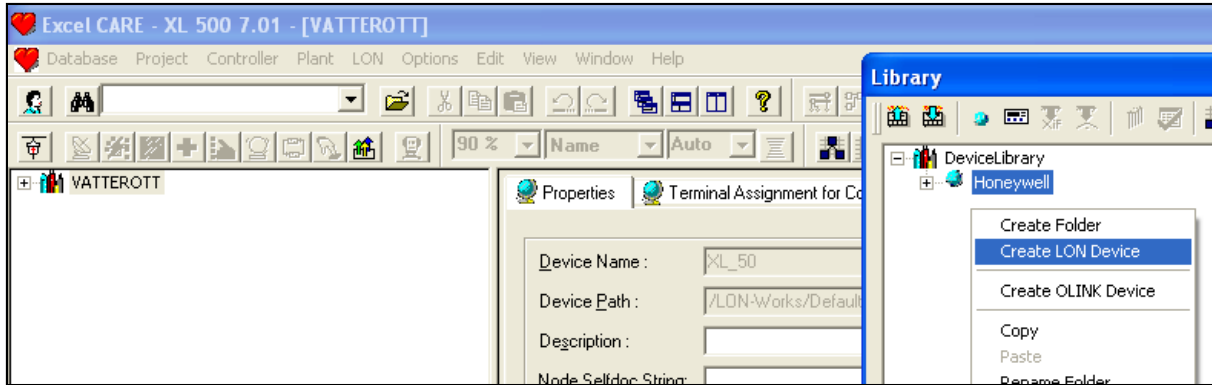 Excel CARE - XL 500 7.01 - [VATTEROTT]
Database Project Controller Plant LON Options Edit View Window Help
Library
XIF
90 % Name Auto
DeviceLibrary
Honeywell
VATTEROTT
Properties Terminal Assignment for Co
Create Folder
Create LON Device
Create OLINK Device
Copy
Paste
Rename Folder
Device Name : XL_50
Device Path : /LON-Works/Default
Description :
Node Selfdoc String: